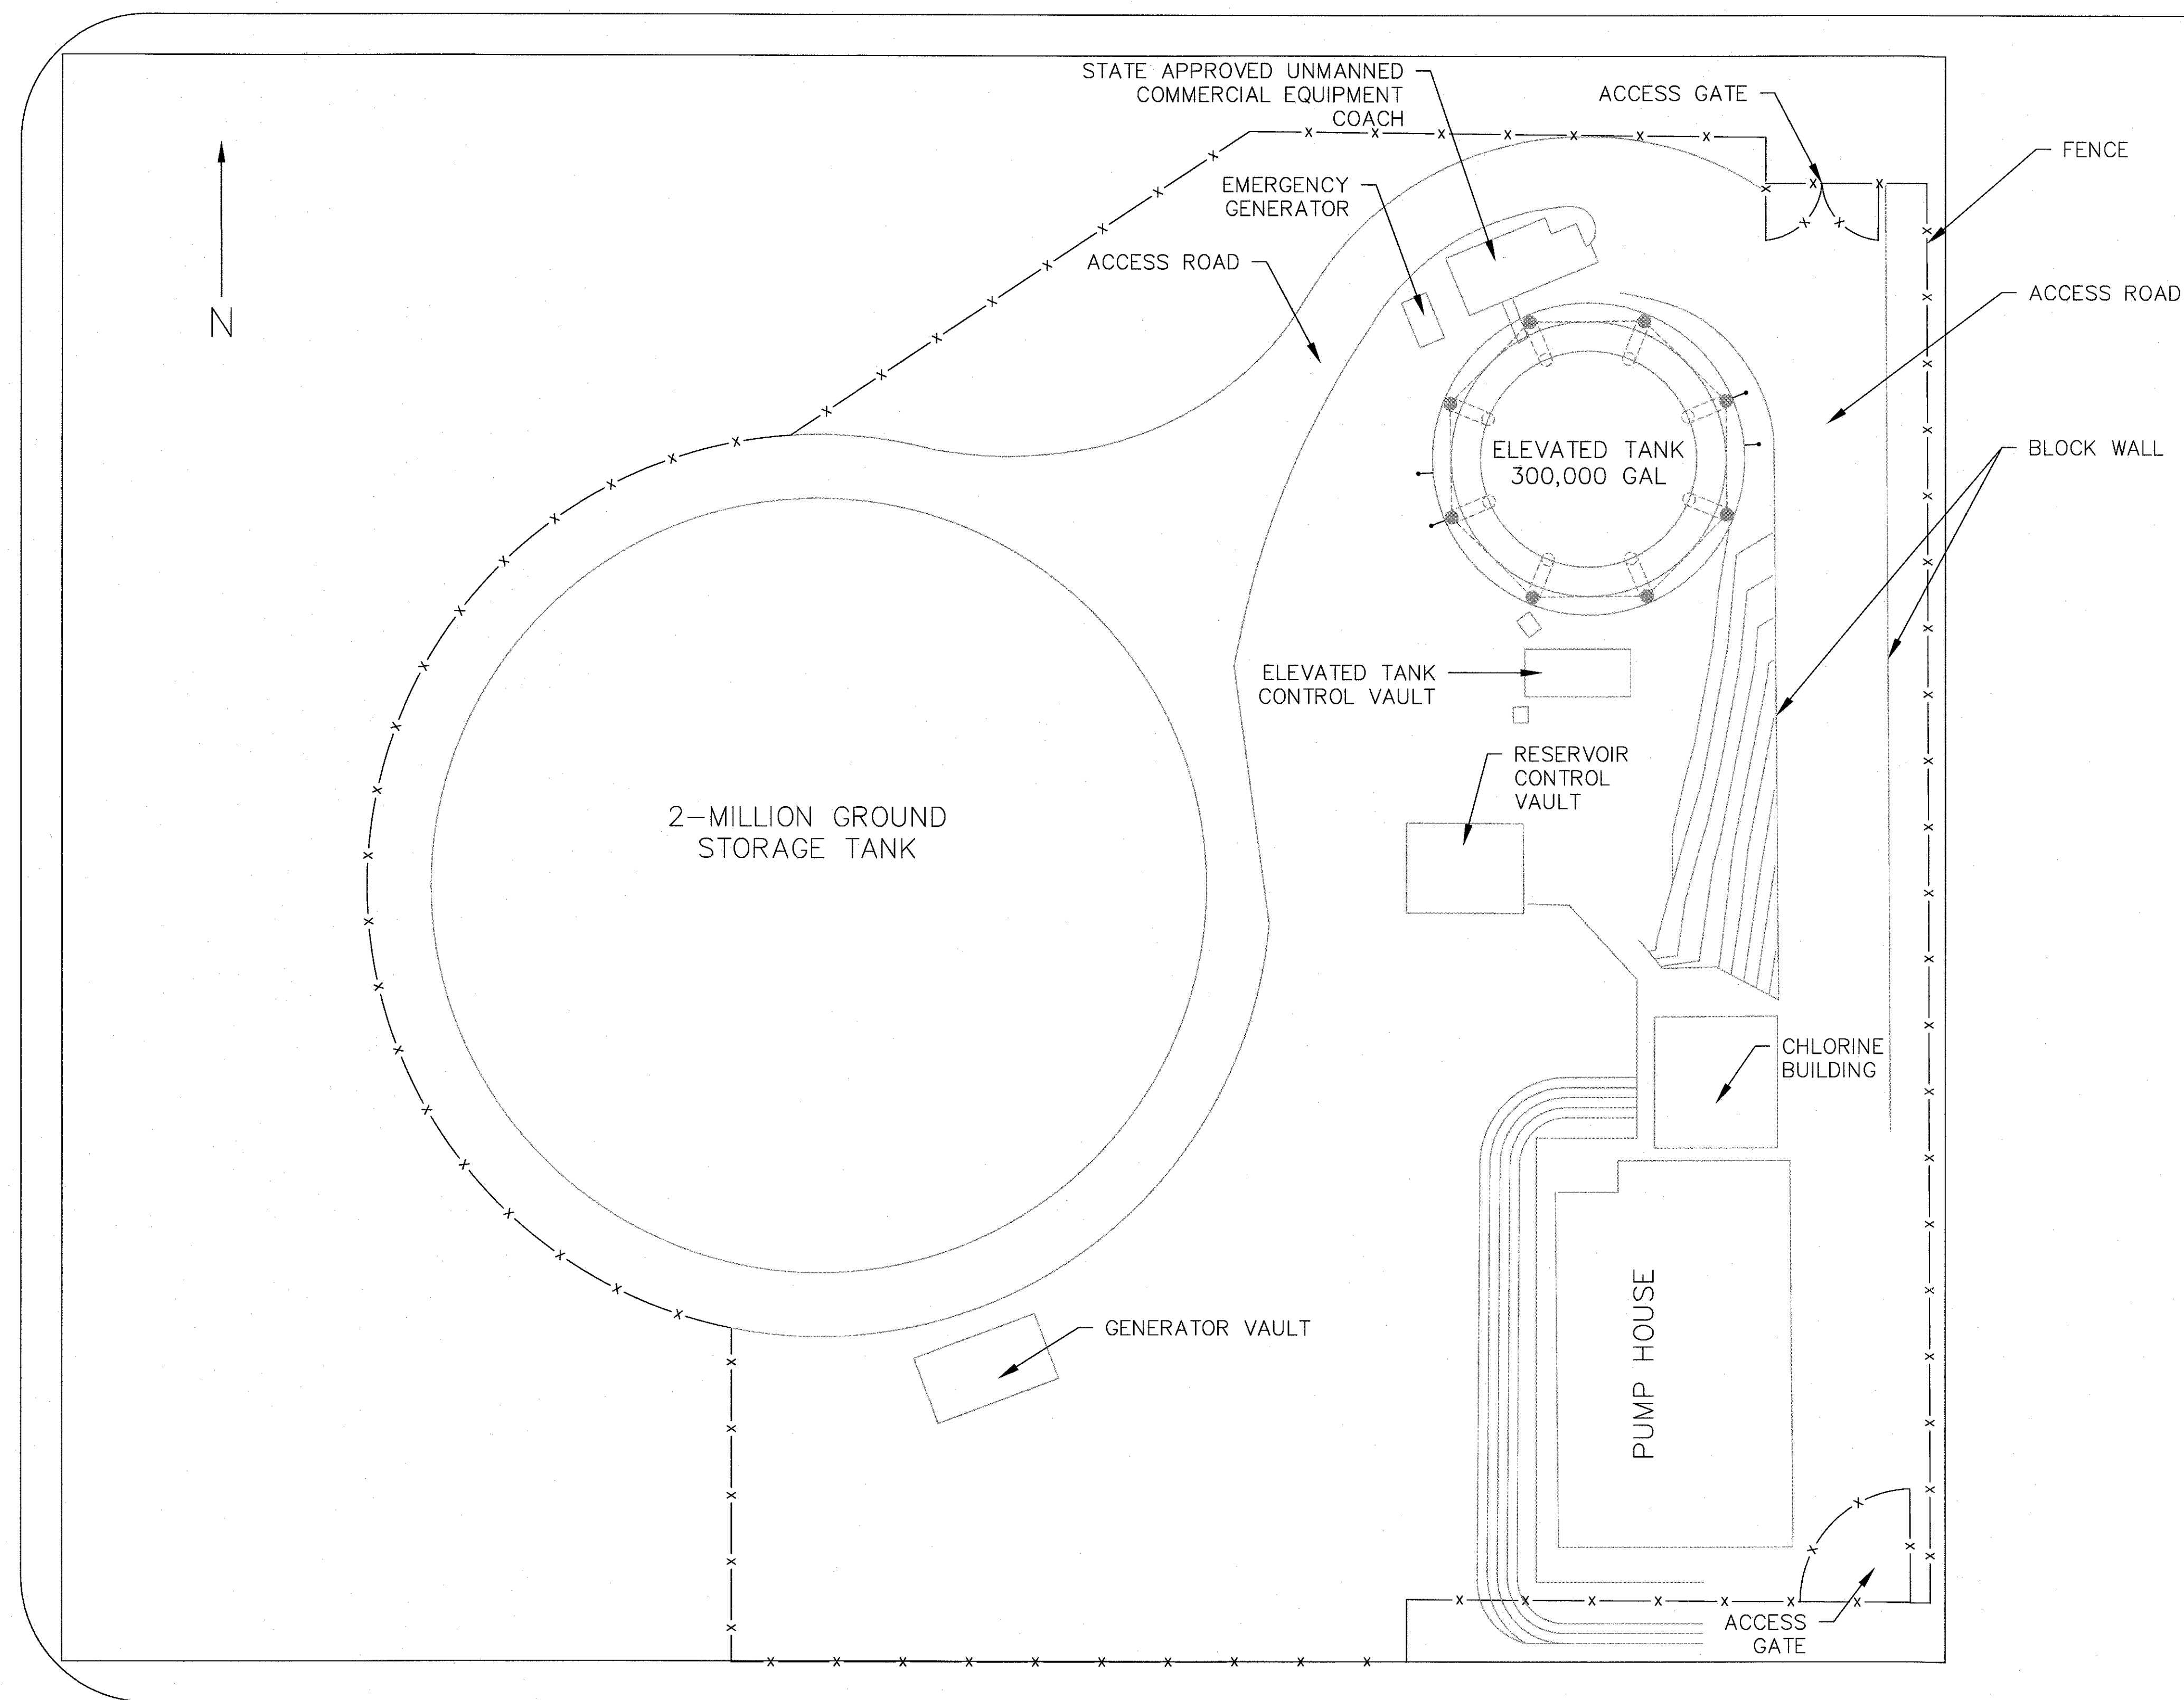 STATE APPROVED UNMANNED
COMMERCIAL EQUIPMENT
COACH
ACCESS GATE
FENCE
EMERGENCY
GENERATOR
ACCESS ROAD
ACCESS ROAD
N
BLOCK WALL
ELEVATED TANK
300,000 GAL
ELEVATED TANK
CONTROL VAULT
RESERVOIR
CONTROL
VAULT
2-MILLION GROUND
STORAGE TANK
CHLORINE
BUILDING
GENERATOR VAULT
PUMP HOUSE
ACCESS
GATE